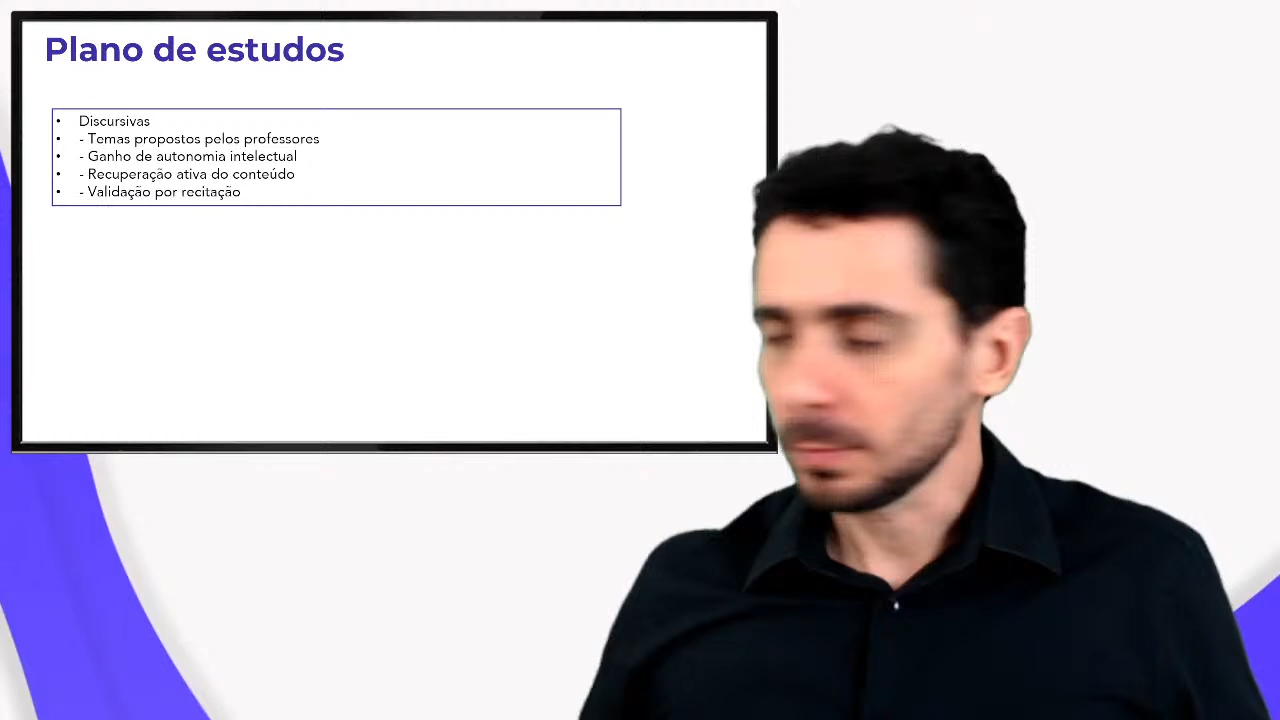 Plano de estudos
• Discursivas
• - Temas propostos pelos professores
• - Ganho de autonomia intelectual
• - Recuperação ativa do conteúdo
• - Validação por recitação